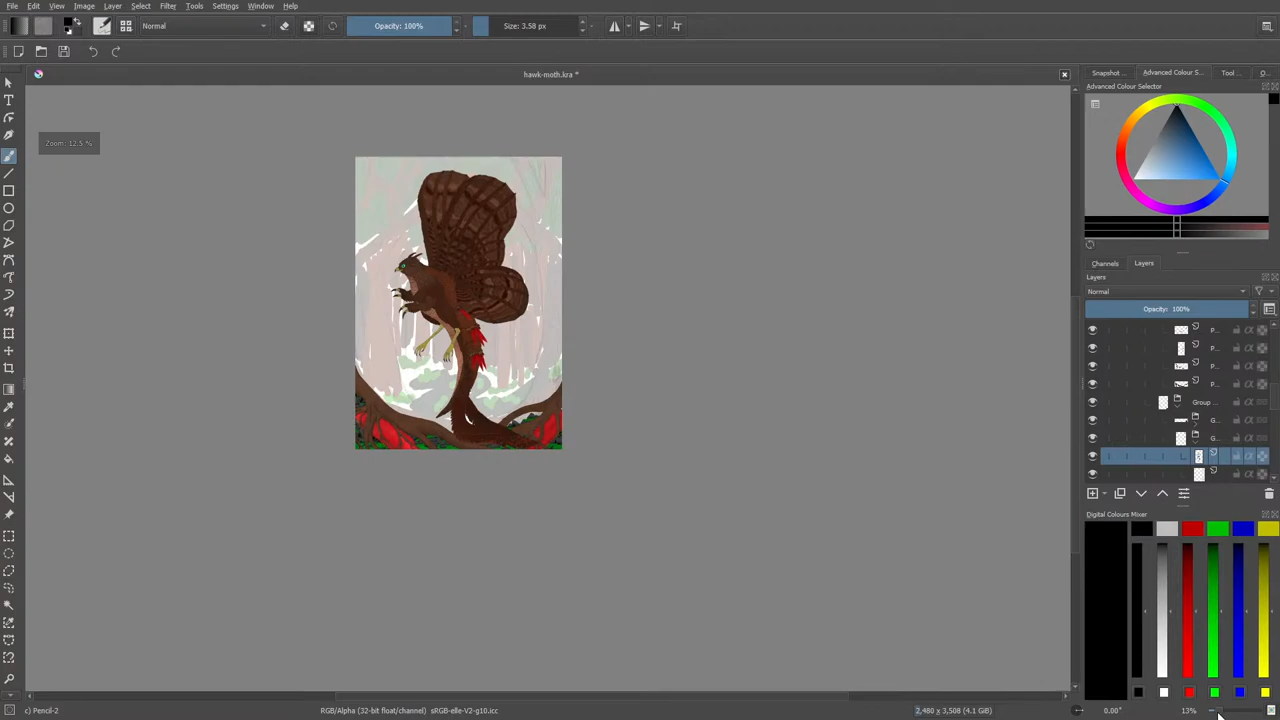 File Edit View Image Layer Select Filter Tools Settings Window Help
Normal Opacity: 100% Size: 3.58 px
hawk-moth.kra * Snapshot ... Advanced Colour S... Tool ... O...
Advanced Colour Selector
Zoom: 12.5 %
Channels Layers
Layers
Normal
Opacity: 100%
P...
P...
P...
P...
Group ...
G...
G...
Digital Colours Mixer
c) Pencil-2 RGB/Alpha (32-bit float/channel) sRGB-elle-V2-g10.icc 2,480 x 3,508 (4.1 GiB) 0.00° 13%